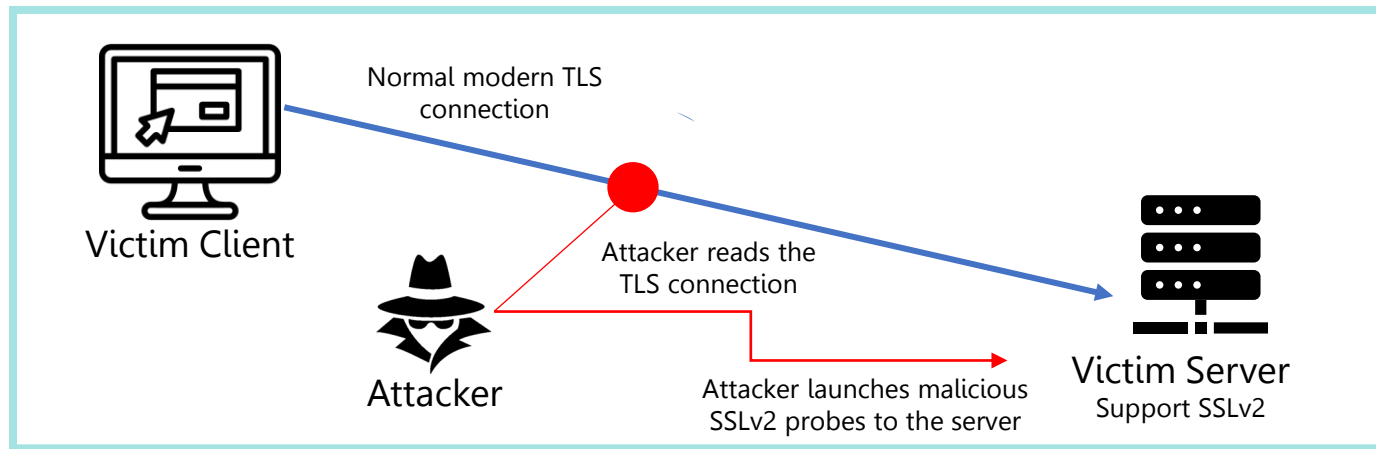 Normal modern TLS
connection
Victim Client
Attacker reads the
TLS connection
Attacker
Attacker launches malicious
SSLv2 probes to the server
Victim Server
Support SSLv2